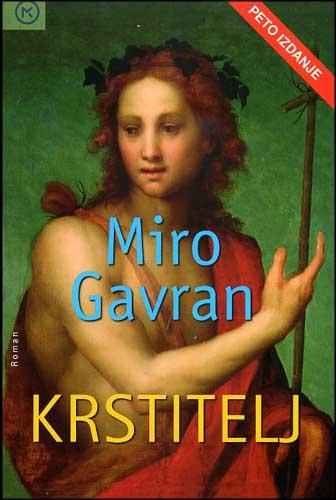 M
PETO IZDANJE
Miro
Gavran
Roman
KRSTITELJ